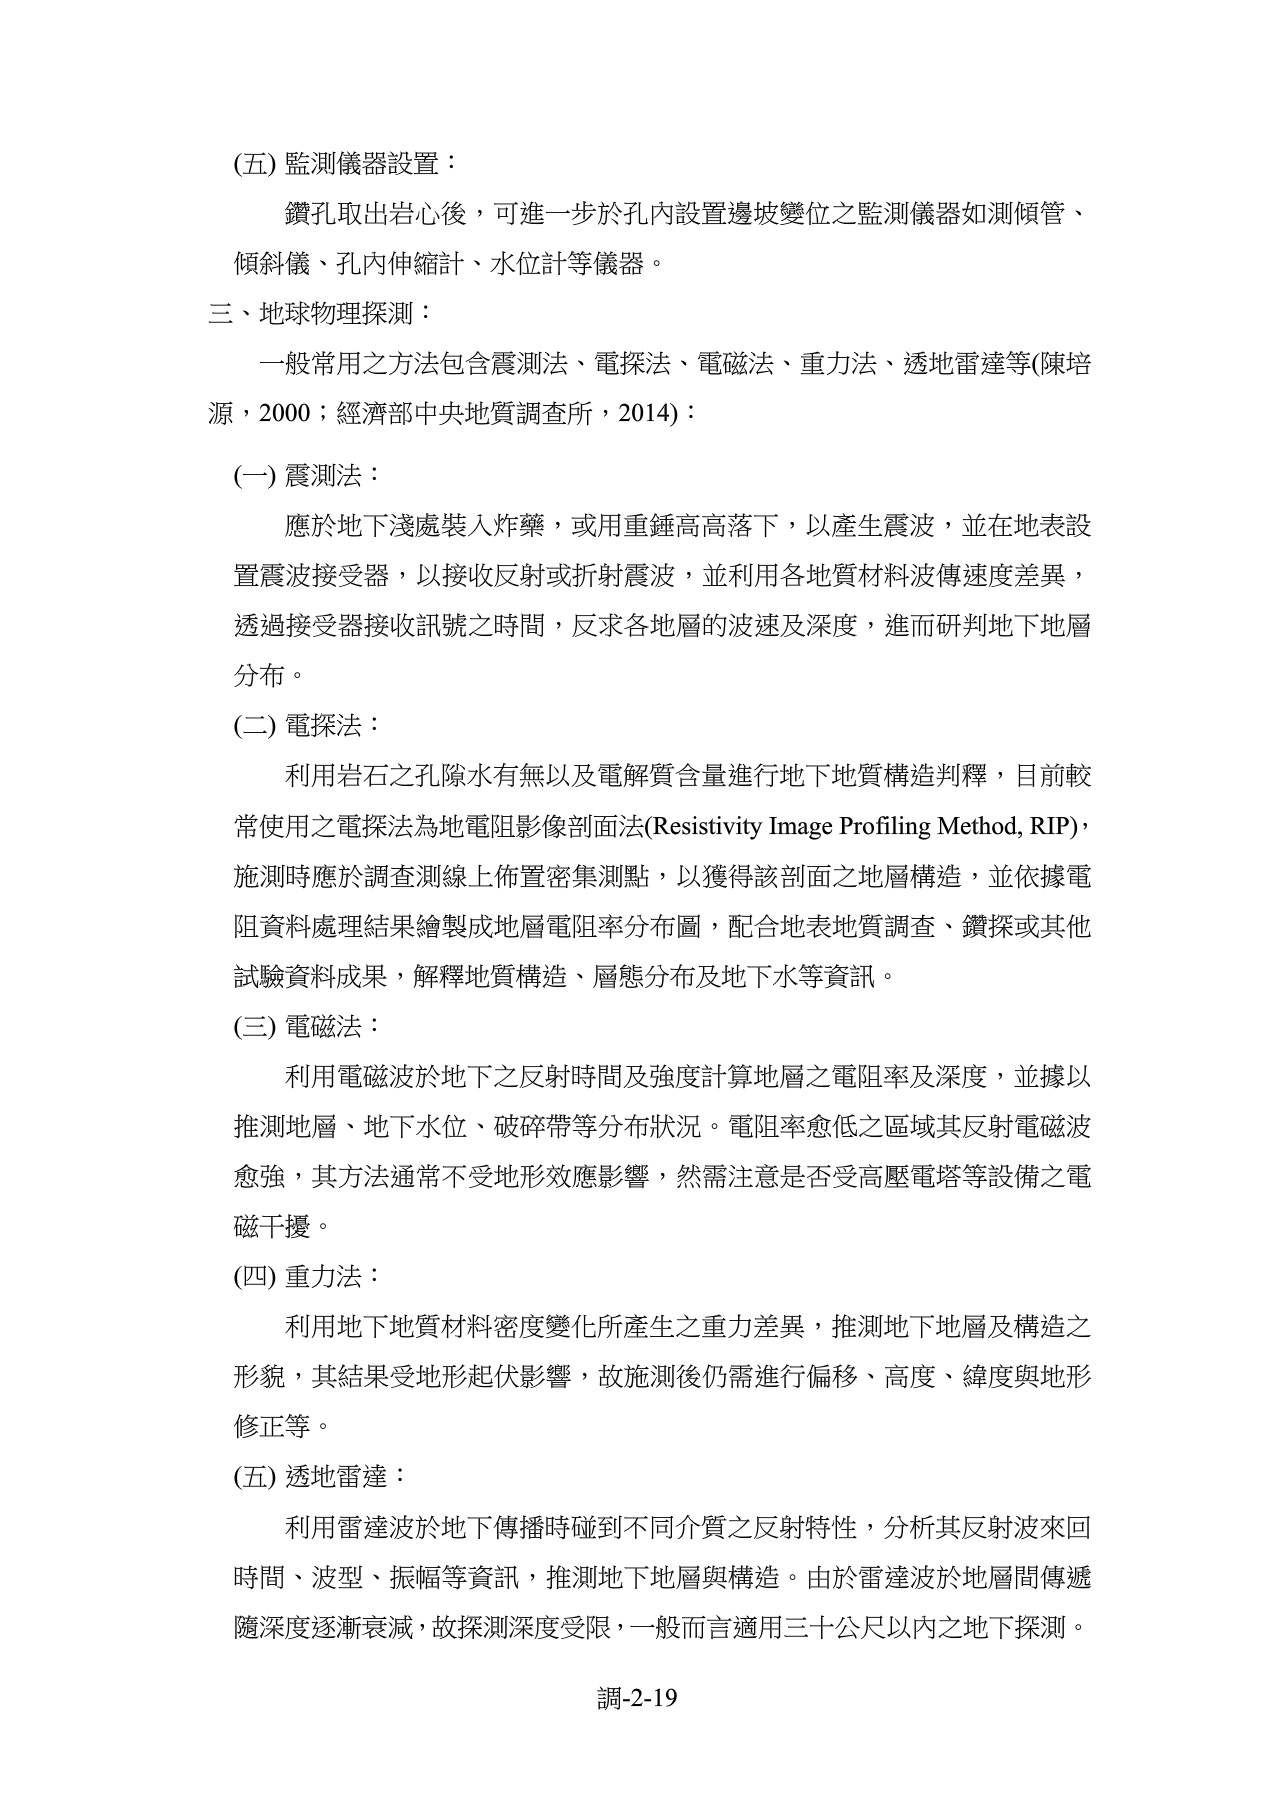 (五) 監測儀器設置：
鑽孔取出岩心後，可進一步於孔內設置邊坡變位之監測儀器如測傾管、
傾斜儀、孔內伸縮計、水位計等儀器。
三、地球物理探測：
一般常用之方法包含震測法、電探法、電磁法、重力法、透地雷達等(陳培
源，2000；經濟部中央地質調查所，2014)：
(一) 震測法：
應於地下淺處裝入炸藥，或用重錘高高落下，以產生震波，並在地表設
置震波接受器，以接收反射或折射震波，並利用各地質材料波傳速度差異，
透過接受器接收訊號之時間，反求各地層的波速及深度，進而研判地下地層
分布。
(二) 電探法：
利用岩石之孔隙水有無以及電解質含量進行地下地質構造判釋，目前較
常使用之電探法為地電阻影像剖面法(Resistivity Image Profiling Method, RIP)，
施測時應於調查測線上佈置密集測點，以獲得該剖面之地層構造，並依據電
阻資料處理結果繪製成地層電阻率分布圖，配合地表地質調查、鑽探或其他
試驗資料成果，解釋地質構造、層態分布及地下水等資訊。
(三) 電磁法：
利用電磁波於地下之反射時間及強度計算地層之電阻率及深度，並據以
推測地層、地下水位、破碎帶等分布狀況。電阻率愈低之區域其反射電磁波
愈強，其方法通常不受地形效應影響，然需注意是否受高壓電塔等設備之電
磁干擾。
(四) 重力法：
利用地下地質材料密度變化所產生之重力差異，推測地下地層及構造之
形貌，其結果受地形起伏影響，故施測後仍需進行偏移、高度、緯度與地形
修正等。
(五) 透地雷達：
利用雷達波於地下傳播時碰到不同介質之反射特性，分析其反射波來回
時間、波型、振幅等資訊，推測地下地層與構造。由於雷達波於地層間傳遞
隨深度逐漸衰減，故探測深度受限，一般而言適用三十公尺以內之地下探測。
調-2-19